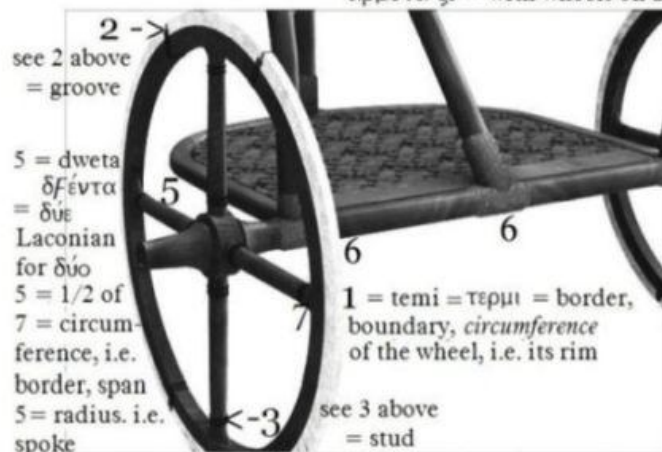 2 ->
see 2 above
= groove
5 = dweta
δϝέντα
= δύε
Laconian
for δύο
5 = 1/2 of
7 = circum-
ference, i.e.
border, span
5= radius. i.e.
spoke
5
6
6
7
1 = temi = τερμι = border,
boundary, circumference
of the wheel, i.e. its rim
<-3
see 3 above
= stud